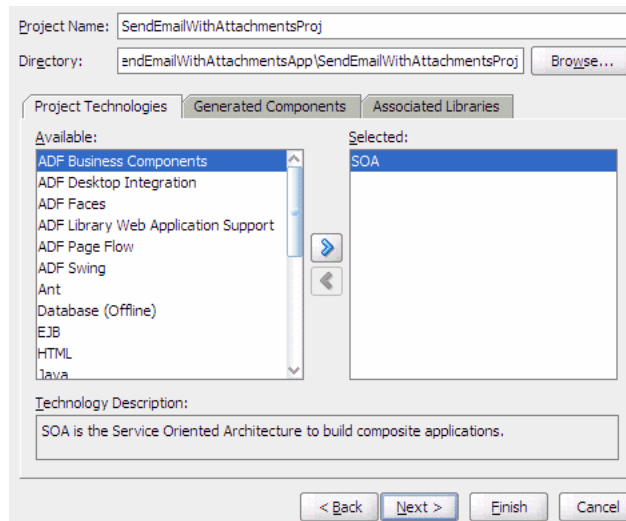 Project Name: SendEmailWithAttachmentsProj
Directory: endEmailWithAttachmentsApp\SendEmailWithAttachmentsProj Browse...
Project Technologies Generated Components Associated Libraries
Available: Selected:
ADF Business Components SOA
ADF Desktop Integration
ADF Faces
ADF Library Web Application Support
ADF Page Flow
ADF Swing
Ant
Database (Offline)
EJB
HTML
Java
Technology Description:
SOA is the Service Oriented Architecture to build composite applications.
< Back Next > Finish Cancel